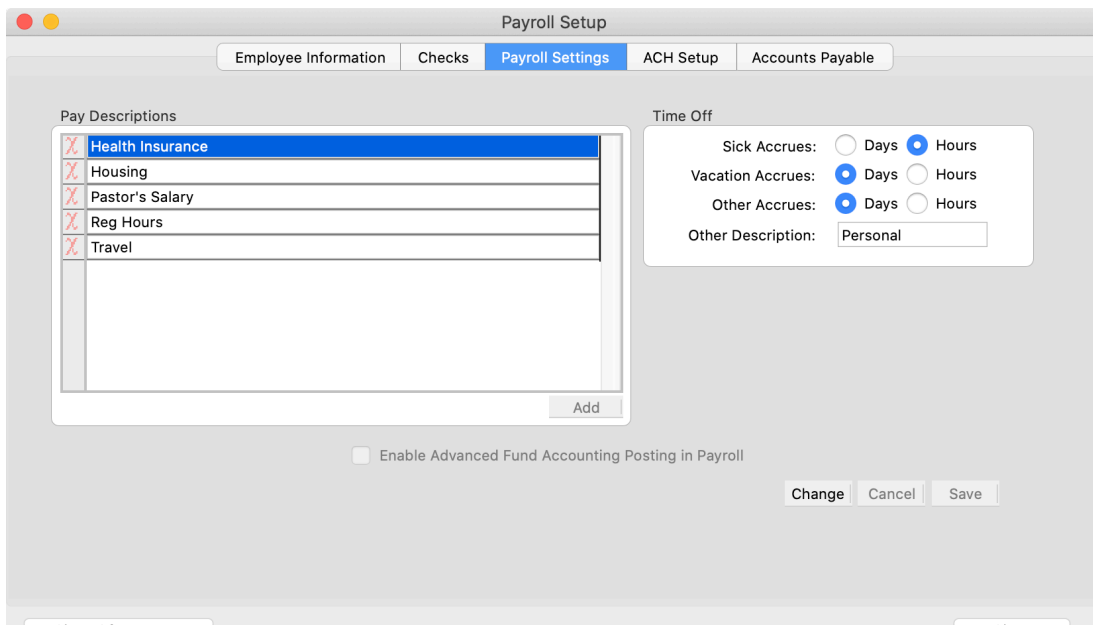 Payroll Setup
Employee Information
Checks
Payroll Settings
ACH Setup
Accounts Payable
Pay Descriptions
Health Insurance
Housing
Pastor's Salary
Reg Hours
Travel
Add
Time Off
Sick Accrues: Days Hours
Vacation Accrues: Days Hours
Other Accrues: Days Hours
Other Description: Personal
Enable Advanced Fund Accounting Posting in Payroll
Change Cancel Save